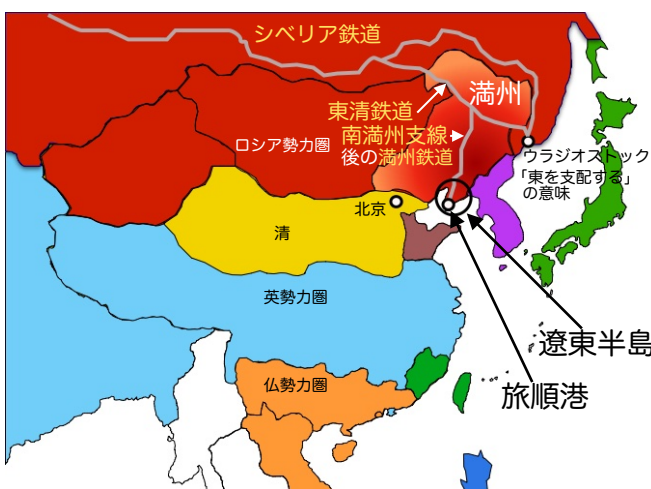 シベリア鉄道
満州
東清鉄道
南満州支線
後の満州鉄道
ロシア勢力圏
ウラジオストック
「東を支配する」
の意味
北京
清
英勢力圏
遼東半島
仏勢力圏
旅順港